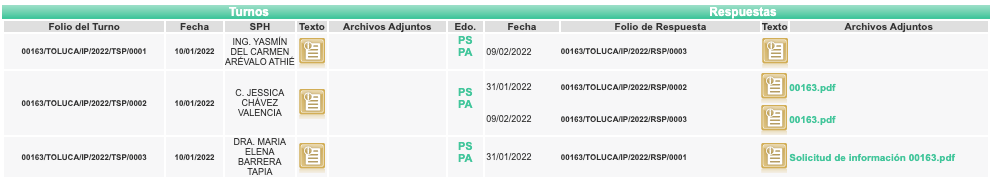 Turnos Respuestas
Folio del Turno Fecha SPH Texto Archivos Adjuntos Edo. Fecha Folio de Respuesta Texto Archivos Adjuntos
00163/TOLUCA/IP/2022/TSP/0001 10/01/2022 ING. YASMÍN
DEL CARMEN
ARÉVALO ATHIÉ
PS
PA
09/02/2022 00163/TOLUCA/IP/2022/RSP/0003
00163/TOLUCA/IP/2022/TSP/0002 10/01/2022 C. JESSICA
CHÁVEZ
VALENCIA
PS
PA
31/01/2022 00163/TOLUCA/IP/2022/RSP/0002 00163.pdf
09/02/2022 00163/TOLUCA/IP/2022/RSP/0003 00163.pdf
00163/TOLUCA/IP/2022/TSP/0003 10/01/2022 DRA. MARIA
ELENA
BARRERA
TAPIA
PS
PA
31/01/2022 00163/TOLUCA/IP/2022/RSP/0001 Solicitud de información 00163.pdf